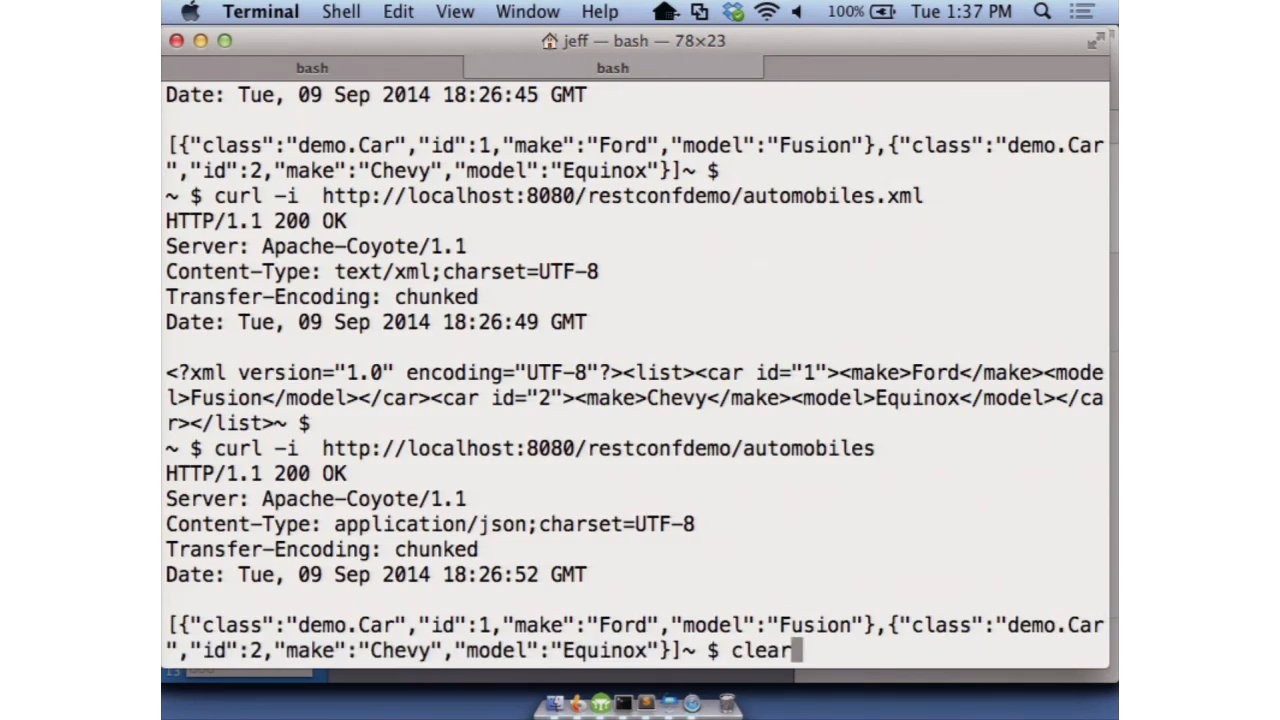 Terminal Shell Edit View Window Help 100% Tue 1:37 PM
jeff — bash — 78×23
bash bash
Date: Tue, 09 Sep 2014 18:26:45 GMT
[{"class":"demo.Car","id":1,"make":"Ford","model":"Fusion"},{"class":"demo.Car
","id":2,"make":"Chevy","model":"Equinox"}]~ $
~ $ curl -i  http://localhost:8080/restconfdemo/automobiles.xml
HTTP/1.1 200 OK
Server: Apache-Coyote/1.1
Content-Type: text/xml;charset=UTF-8
Transfer-Encoding: chunked
Date: Tue, 09 Sep 2014 18:26:49 GMT
<?xml version="1.0" encoding="UTF-8"?><list><car id="1"><make>Ford</make><mode
l>Fusion</model></car><car id="2"><make>Chevy</make><model>Equinox</model></ca
r></list>~ $
~ $ curl -i  http://localhost:8080/restconfdemo/automobiles
HTTP/1.1 200 OK
Server: Apache-Coyote/1.1
Content-Type: application/json;charset=UTF-8
Transfer-Encoding: chunked
Date: Tue, 09 Sep 2014 18:26:52 GMT
[{"class":"demo.Car","id":1,"make":"Ford","model":"Fusion"},{"class":"demo.Car
","id":2,"make":"Chevy","model":"Equinox"}]~ $ clear